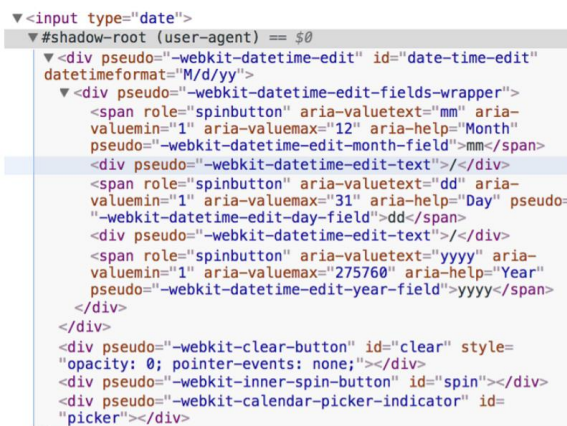 ▼<input type="date">
▼#shadow-root (user-agent) == $0
▼<div pseudo="-webkit-datetime-edit" id="date-time-edit"
datetimeformat="M/d/yy">
▼<div pseudo="-webkit-datetime-edit-fields-wrapper">
<span role="spinbutton" aria-valuetext="mm" aria-
valuemin="1" aria-valuemax="12" aria-help="Month"
pseudo="-webkit-datetime-edit-month-field">mm</span>
<div pseudo="-webkit-datetime-edit-text">/</div>
<span role="spinbutton" aria-valuetext="dd" aria-
valuemin="1" aria-valuemax="31" aria-help="Day" pseudo=
"-webkit-datetime-edit-day-field">dd</span>
<div pseudo="-webkit-datetime-edit-text">/</div>
<span role="spinbutton" aria-valuetext="yyyy" aria-
valuemin="1" aria-valuemax="275760" aria-help="Year"
pseudo="-webkit-datetime-edit-year-field">yyyy</span>
</div>
</div>
<div pseudo="-webkit-clear-button" id="clear" style=
"opacity: 0; pointer-events: none;"></div>
<div pseudo="-webkit-inner-spin-button" id="spin"></div>
<div pseudo="-webkit-calendar-picker-indicator" id=
"picker"></div>